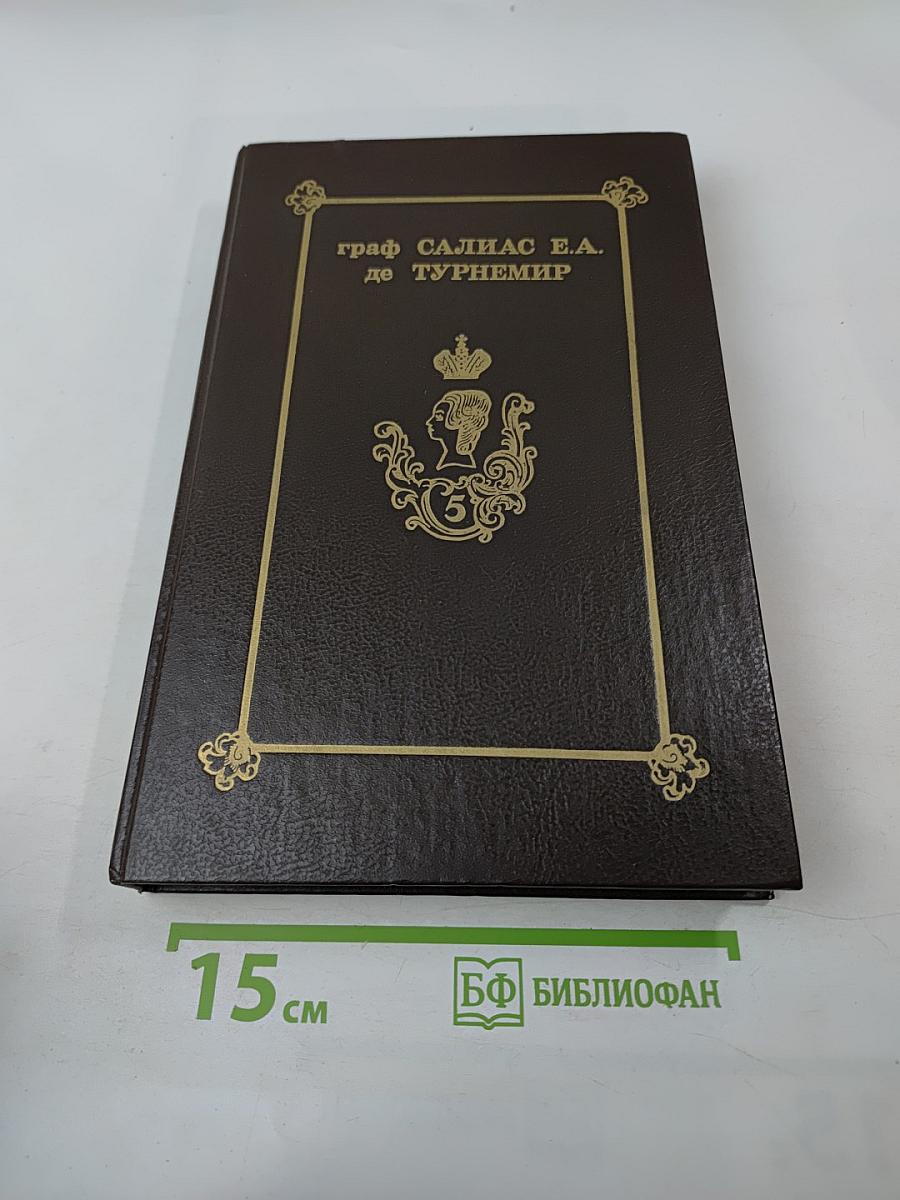 граф САЛИАС Е.А.
де ТУРНЕМИР
5
15 см
БФ БИБЛИОФАН